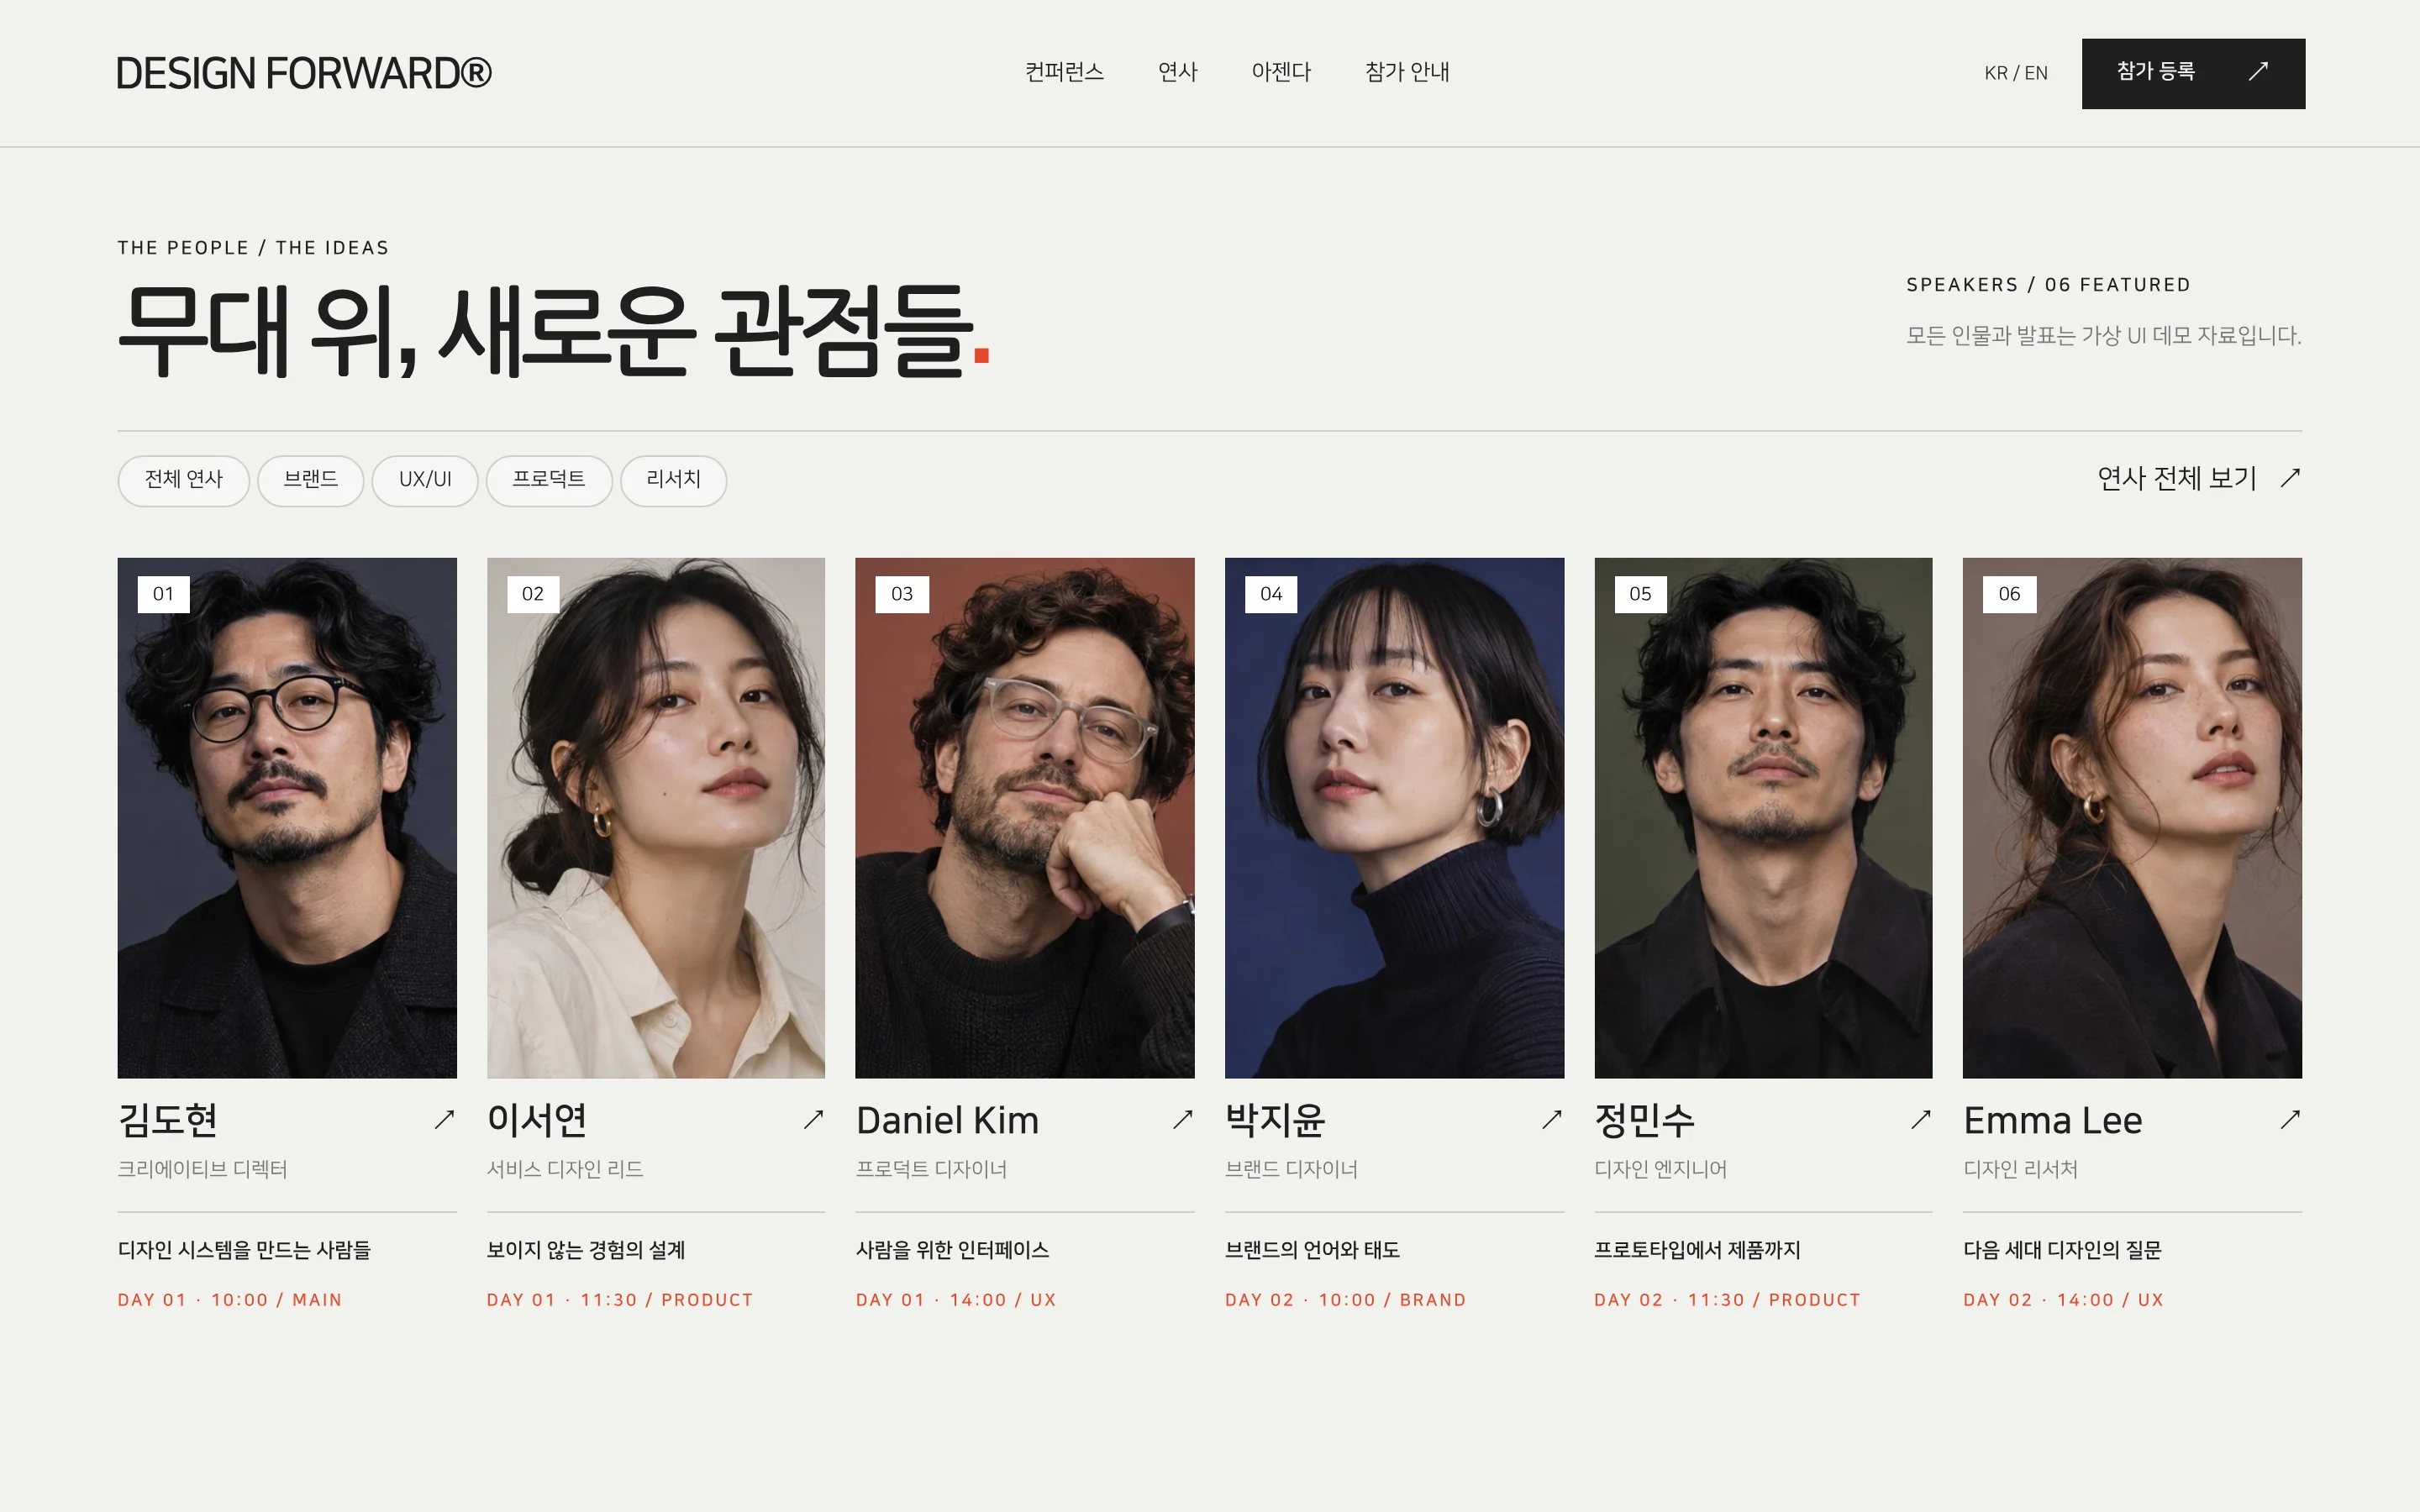 DESIGN FORWARD®
컨퍼런스 연사 아젠다 참가 안내
KR / EN
참가 등록 ↗
THE PEOPLE / THE IDEAS
무대 위, 새로운 관점들.
SPEAKERS / 06 FEATURED
모든 인물과 발표는 가상 UI 데모 자료입니다.
전체 연사 브랜드 UX/UI 프로덕트 리서치
연사 전체 보기 ↗
01
김도현 ↗
크리에이티브 디렉터
디자인 시스템을 만드는 사람들
DAY 01 · 10:00 / MAIN
02
이서연 ↗
서비스 디자인 리드
보이지 않는 경험의 설계
DAY 01 · 11:30 / PRODUCT
03
Daniel Kim ↗
프로덕트 디자이너
사람을 위한 인터페이스
DAY 01 · 14:00 / UX
04
박지윤 ↗
브랜드 디자이너
브랜드의 언어와 태도
DAY 02 · 10:00 / BRAND
05
정민수 ↗
디자인 엔지니어
프로토타입에서 제품까지
DAY 02 · 11:30 / PRODUCT
06
Emma Lee ↗
디자인 리서처
다음 세대 디자인의 질문
DAY 02 · 14:00 / UX